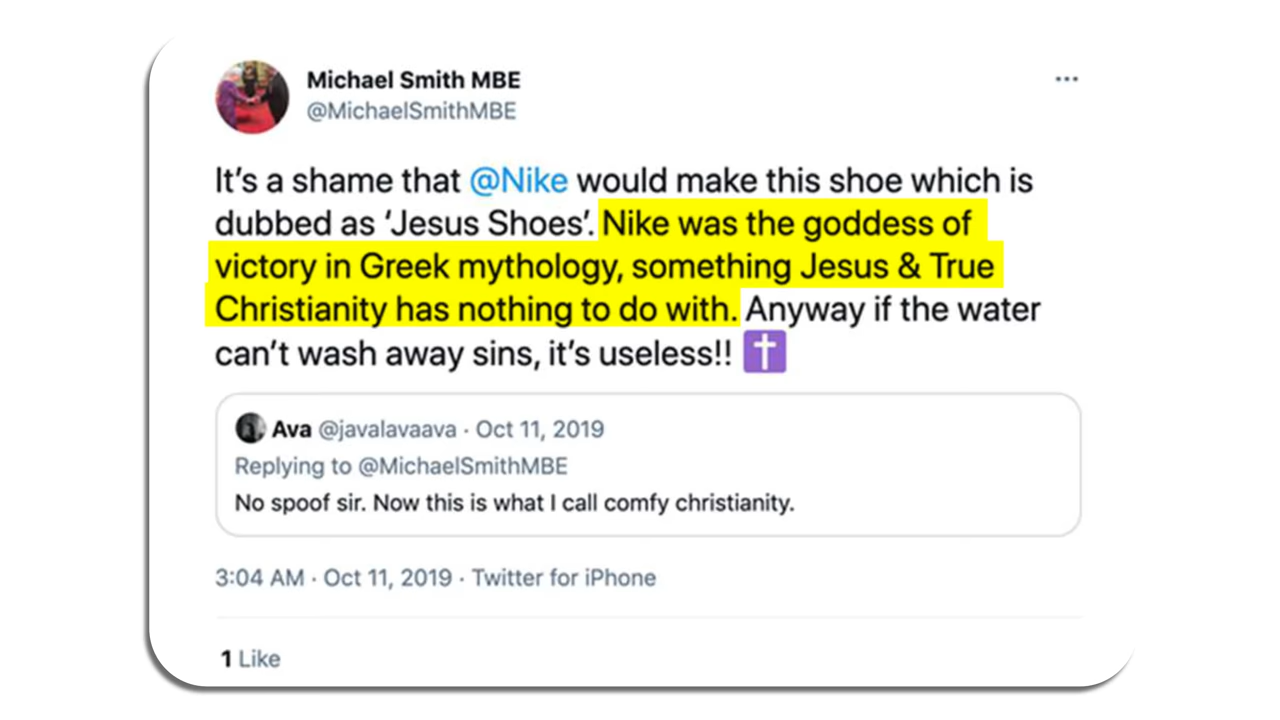 Michael Smith MBE
@MichaelSmithMBE
It’s a shame that @Nike would make this shoe which is
dubbed as ‘Jesus Shoes’. Nike was the goddess of
victory in Greek mythology, something Jesus & True
Christianity has nothing to do with. Anyway if the water
can’t wash away sins, it’s useless!! ✝️
Ava @javalavaava · Oct 11, 2019
Replying to @MichaelSmithMBE
No spoof sir. Now this is what I call comfy christianity.
3:04 AM · Oct 11, 2019 · Twitter for iPhone
1 Like